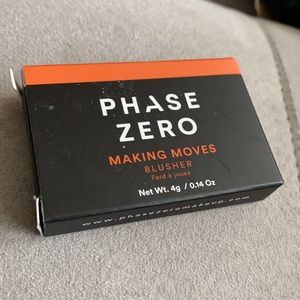 PHASE
ZERO
MAKING MOVES
BLUSHER
Fard à joues
Net Wt. 4g / 0.14 Oz
www.phasezeromakeup.com